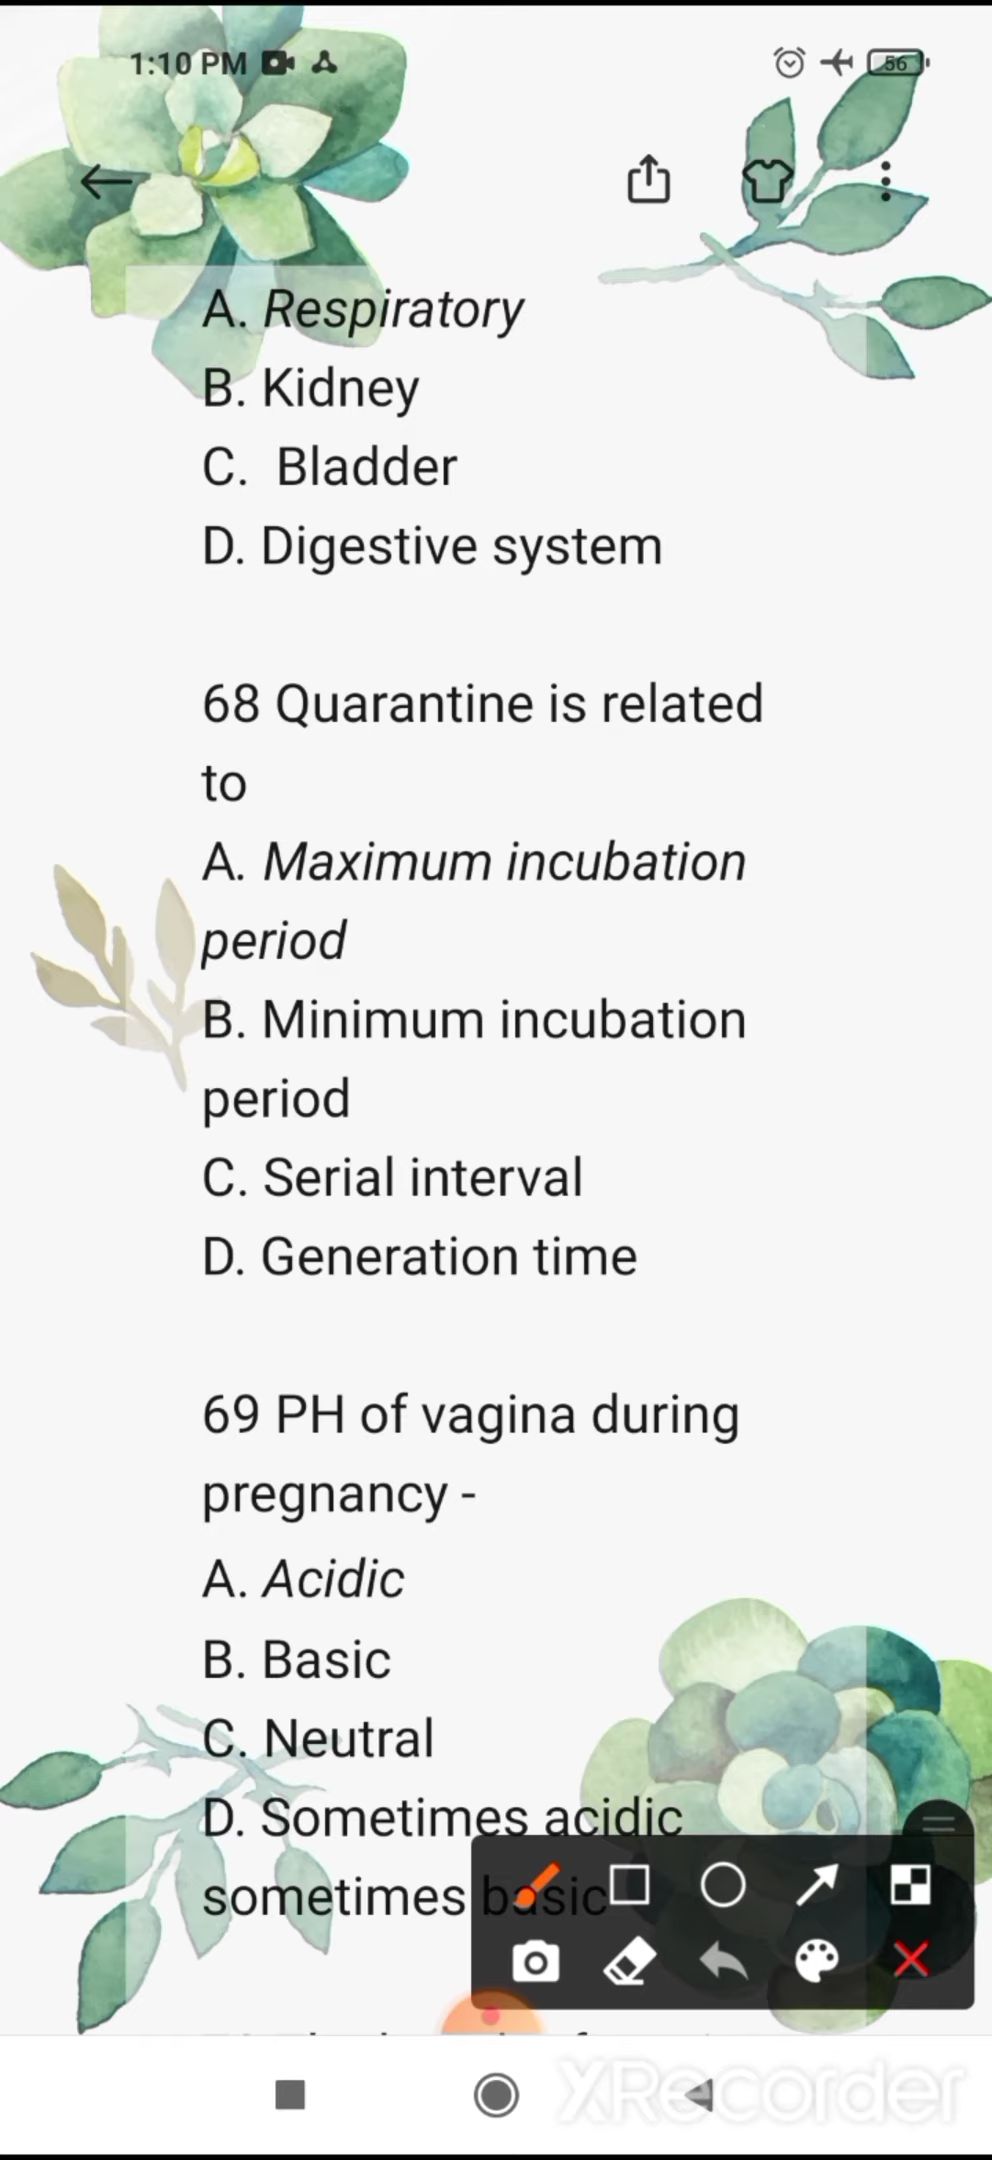 1:10 PM
56
A. Respiratory
B. Kidney
C. Bladder
D. Digestive system
68 Quarantine is related
to
A. Maximum incubation
period
B. Minimum incubation
period
C. Serial interval
D. Generation time
69 PH of vagina during
pregnancy -
A. Acidic
B. Basic
C. Neutral
D. Sometimes acidic
sometimes basic
XRecorder